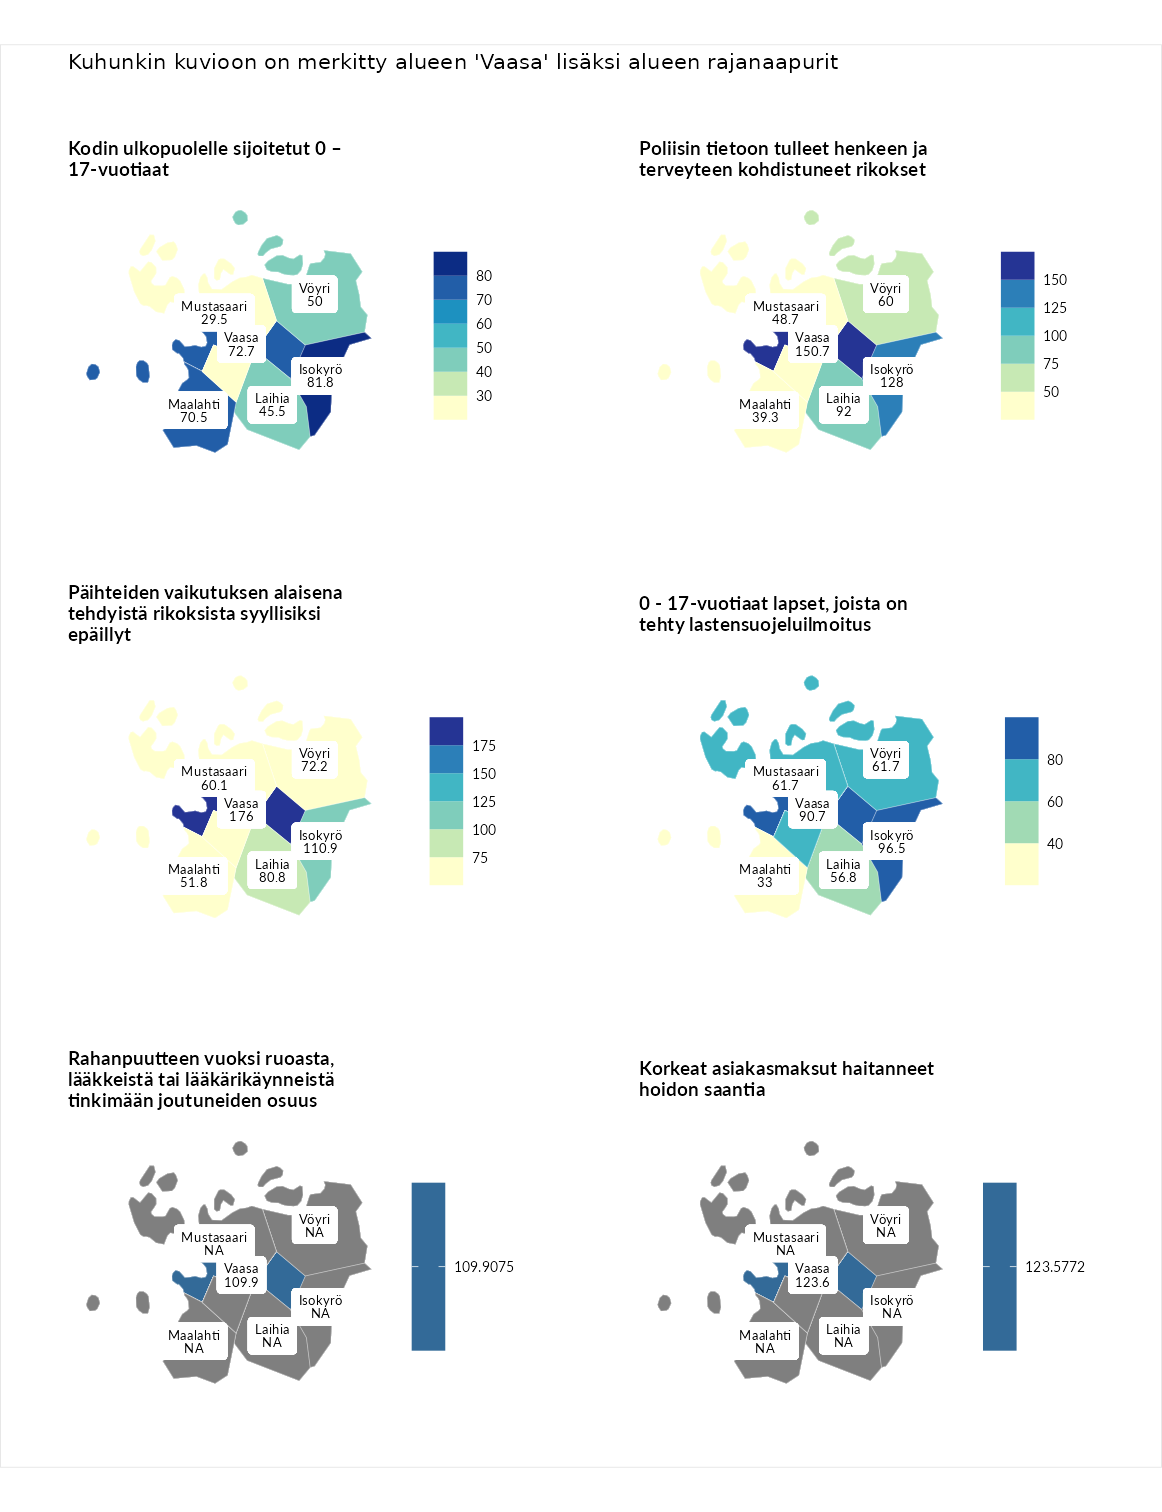 Kuhunkin kuvioon on merkitty alueen 'Vaasa' lisäksi alueen rajanaapurit
Kodin ulkopuolelle sijoitetut 0 –
17-vuotiaat
Vöyri
50
Mustasaari
29.5
Vaasa
72.7
Isokyrö
81.8
Laihia
45.5
Maalahti
70.5
80
70
60
50
40
30
Poliisin tietoon tulleet henkeen ja
terveyteen kohdistuneet rikokset
Vöyri
60
Mustasaari
48.7
Vaasa
150.7
Isokyrö
128
Laihia
92
Maalahti
39.3
150
125
100
75
50
Päihteiden vaikutuksen alaisena
tehdyistä rikoksista syyllisiksi
epäillyt
Vöyri
72.2
Mustasaari
60.1
Vaasa
176
Isokyrö
110.9
Laihia
80.8
Maalahti
51.8
175
150
125
100
75
0 - 17-vuotiaat lapset, joista on
tehty lastensuojeluilmoitus
Vöyri
61.7
Mustasaari
61.7
Vaasa
90.7
Isokyrö
96.5
Laihia
56.8
Maalahti
33
80
60
40
Rahanpuutteen vuoksi ruoasta,
lääkkeistä tai lääkärikäynneistä
tinkimään joutuneiden osuus
Vöyri
NA
Mustasaari
NA
Vaasa
109.9
Isokyrö
NA
Laihia
NA
Maalahti
NA
109.9075
Korkeat asiakasmaksut haitanneet
hoidon saantia
Vöyri
NA
Mustasaari
NA
Vaasa
123.6
Isokyrö
NA
Laihia
NA
Maalahti
NA
123.5772